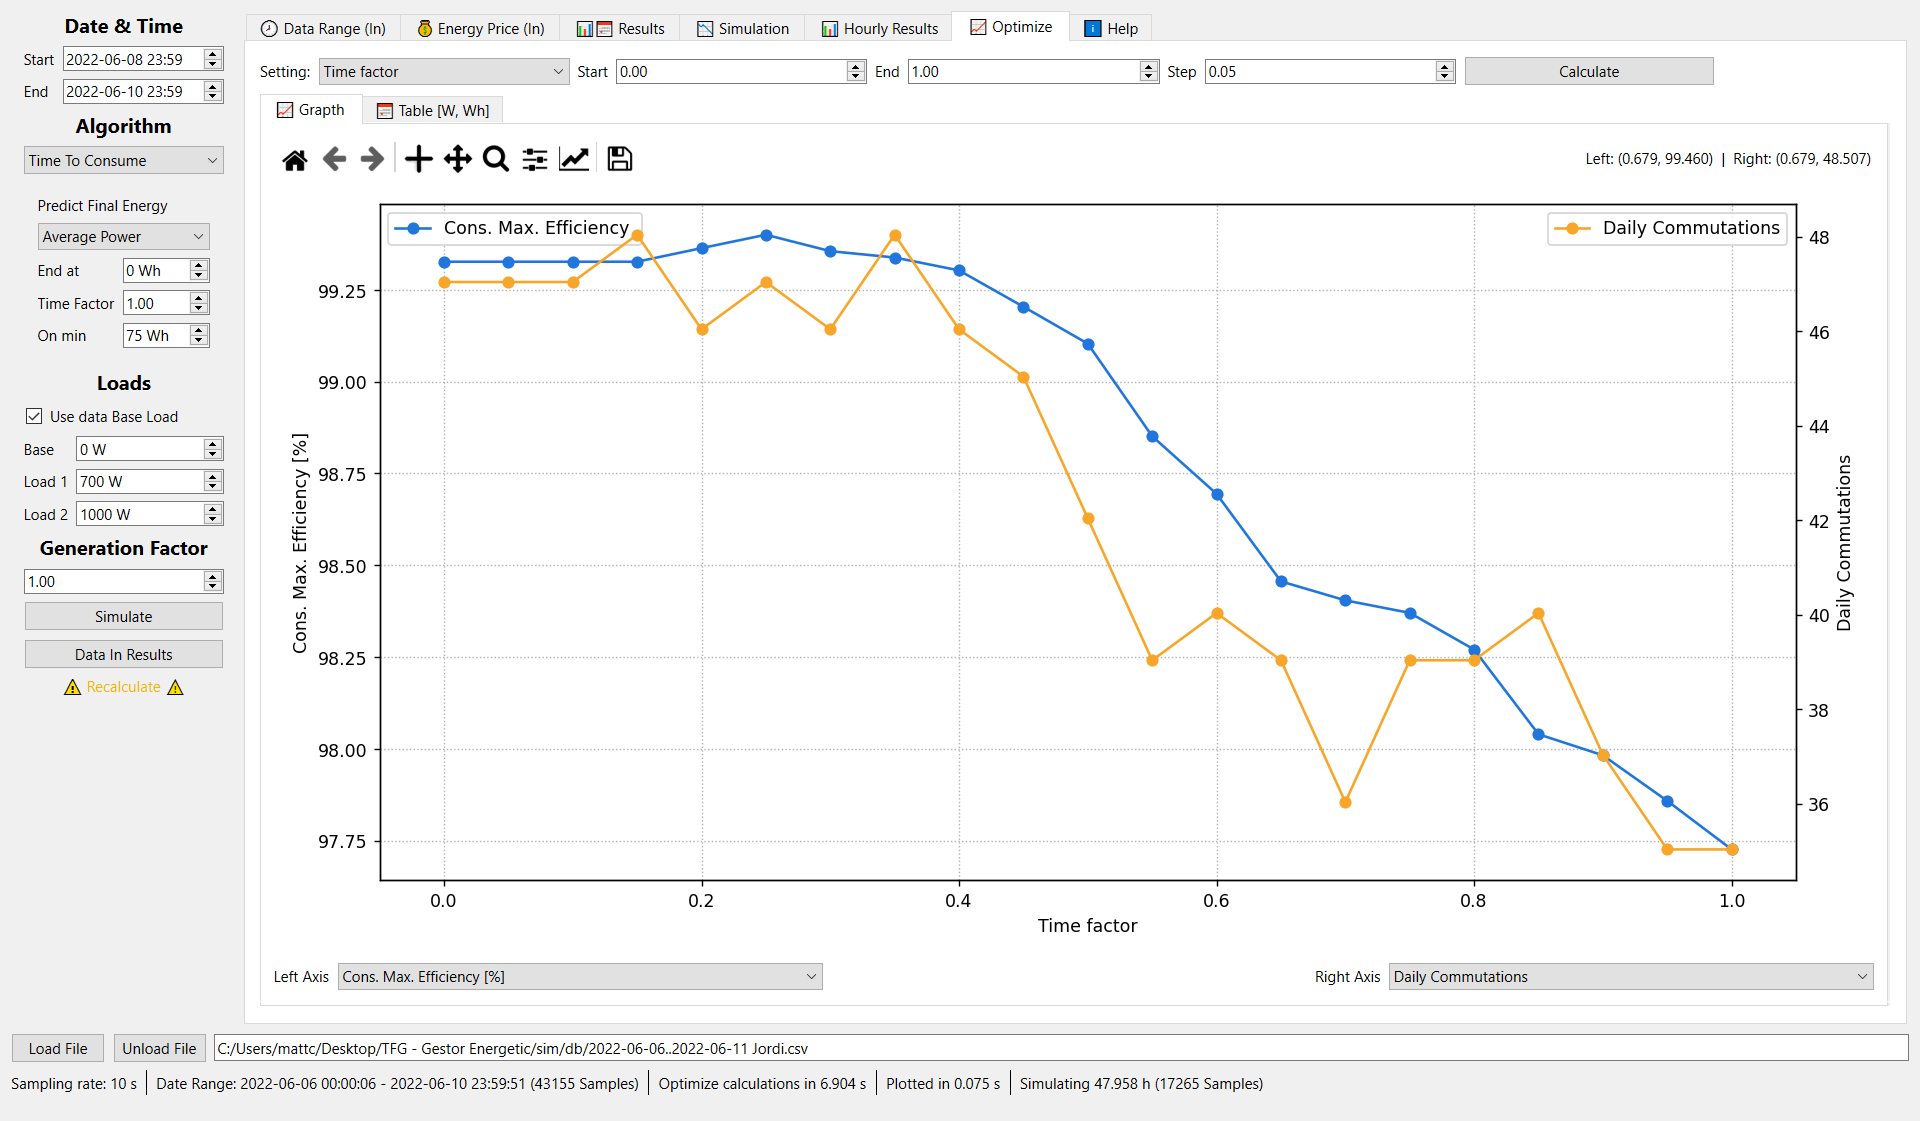 Date & Time
Start 2022-06-08 23:59
End 2022-06-10 23:59
Algorithm
Time To Consume
Predict Final Energy
Average Power
End at 0 Wh
Time Factor 1.00
On min 75 Wh
Loads
Use data Base Load
Base 0 W
Load 1 700 W
Load 2 1000 W
Generation Factor
1.00
Simulate
Data In Results
Recalculate
Data Range (In) Energy Price (In) Results Simulation Hourly Results Optimize Help
Setting: Time factor Start 0.00 End 1.00 Step 0.05 Calculate
Grapth Table [W, Wh]
Left: (0.679, 99.460) | Right: (0.679, 48.507)
Cons. Max. Efficiency
Daily Commutations
Cons. Max. Efficiency [%]
99.25
99.00
98.75
98.50
98.25
98.00
97.75
48
46
44
42
40
38
36
Daily Commutations
0.0 0.2 0.4 0.6 0.8 1.0
Time factor
Left Axis Cons. Max. Efficiency [%] Right Axis Daily Commutations
Load File Unload File C:/Users/mattc/Desktop/TFG - Gestor Energetic/sim/db/2022-06-06..2022-06-11 Jordi.csv
Sampling rate: 10 s Date Range: 2022-06-06 00:00:06 - 2022-06-10 23:59:51 (43155 Samples) Optimize calculations in 6.904 s Plotted in 0.075 s Simulating 47.958 h (17265 Samples)